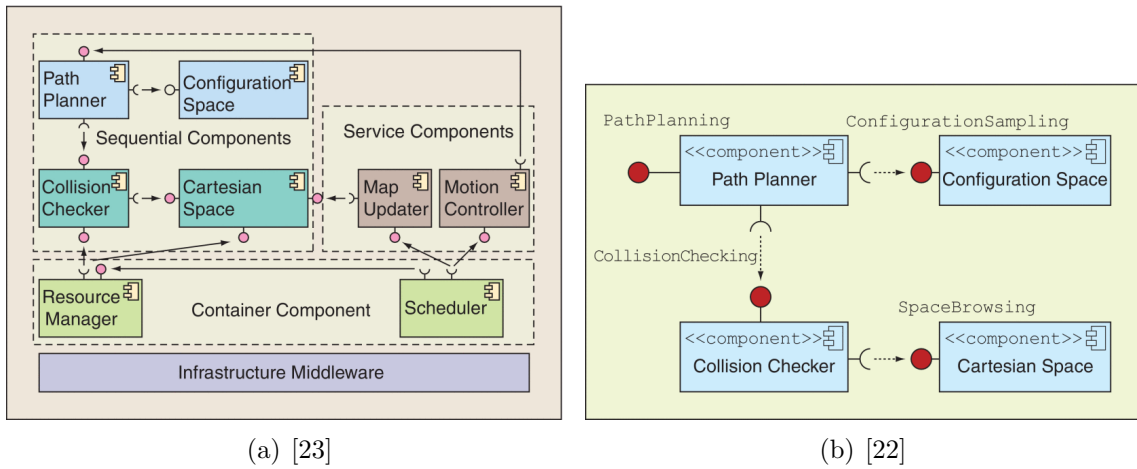 Path
Planner
Configuration
Space
Sequential Components
Service Components
Collision
Checker
Cartesian
Space
Map
Updater
Motion
Controller
Resource
Manager
Container Component
Scheduler
Infrastructure Middleware
(a) [23]
PathPlanning
ConfigurationSampling
<<component>>
Path Planner
<<component>>
Configuration Space
CollisionChecking
SpaceBrowsing
<<component>>
Collision Checker
<<component>>
Cartesian Space
(b) [22]